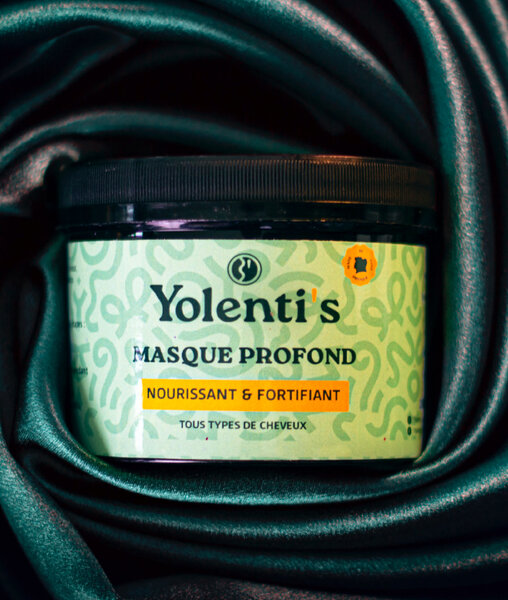 Yolenti's
MASQUE PROFOND
NOURISSANT & FORTIFIANT
TOUS TYPES DE CHEVEUX